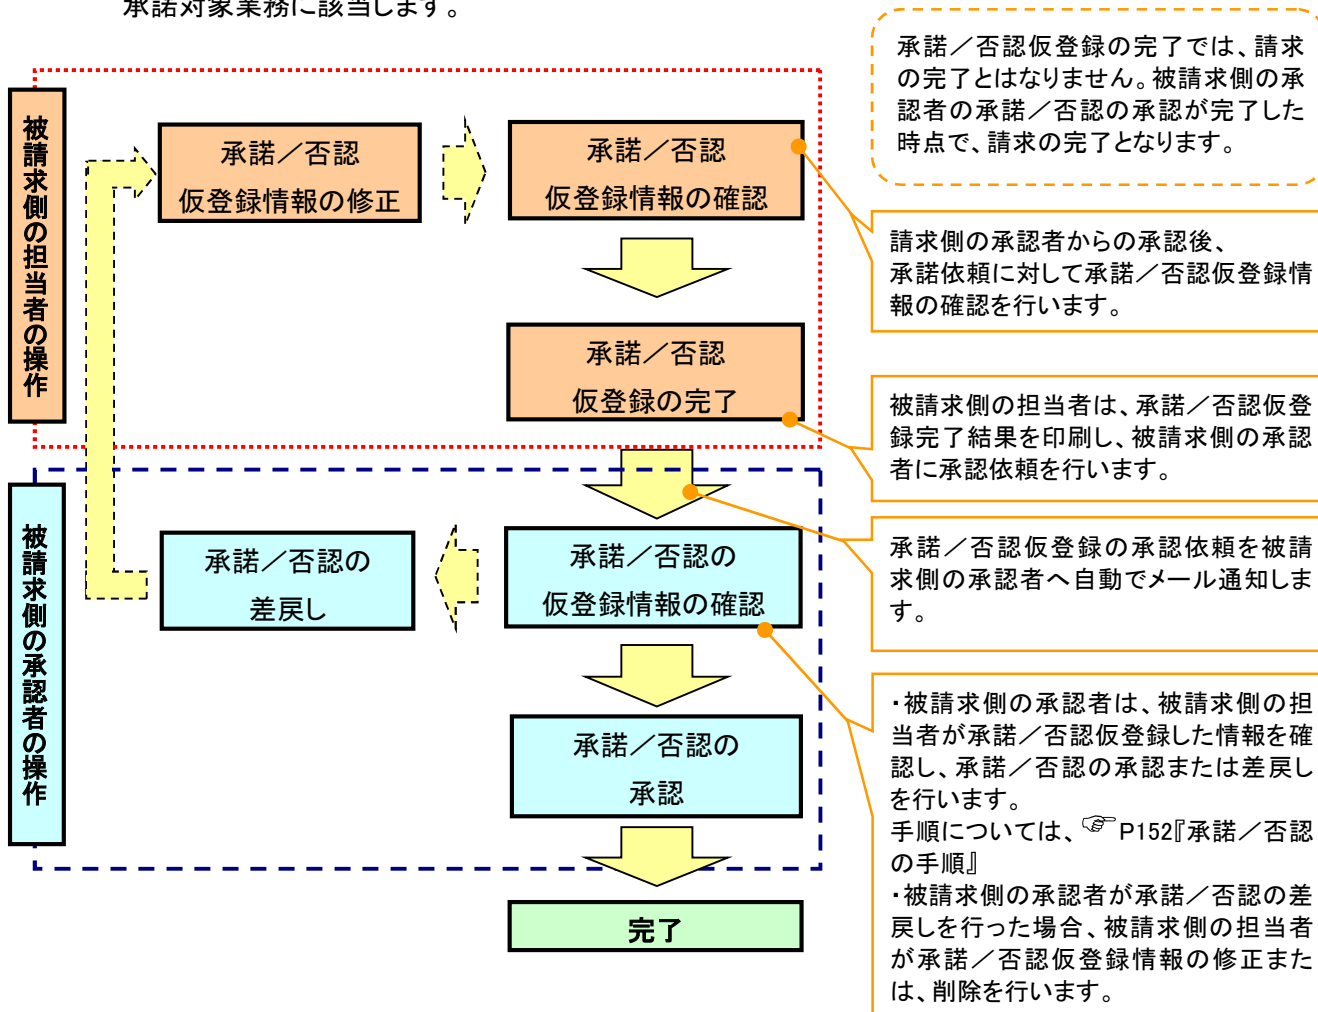 承諾対象業務に該当します。
承諾／否認仮登録の完了では、請求
の完了とはなりません。被請求側の承
認者の承諾／否認の承認が完了した
時点で、請求の完了となります。
被請求側の担当者の操作
承諾／否認
仮登録情報の修正
承諾／否認
仮登録情報の確認
請求側の承認者からの承認後、
承諾依頼に対して承諾／否認仮登録情
報の確認を行います。
承諾／否認
仮登録の完了
被請求側の担当者は、承諾／否認仮登
録完了結果を印刷し、被請求側の承認
者に承認依頼を行います。
被請求側の承認者の操作
承諾／否認の
差戻し
承諾／否認の
仮登録情報の確認
承諾／否認仮登録の承認依頼を被請
求側の承認者へ自動でメール通知しま
す。
承諾／否認の
承認
・被請求側の承認者は、被請求側の担
当者が承諾／否認仮登録した情報を確
認し、承諾／否認の承認または差戻し
を行います。
手順については、☞P152『承諾／否認
の手順』
・被請求側の承認者が承諾／否認の差
戻しを行った場合、被請求側の担当者
が承諾／否認仮登録情報の修正また
は、削除を行います。
完了